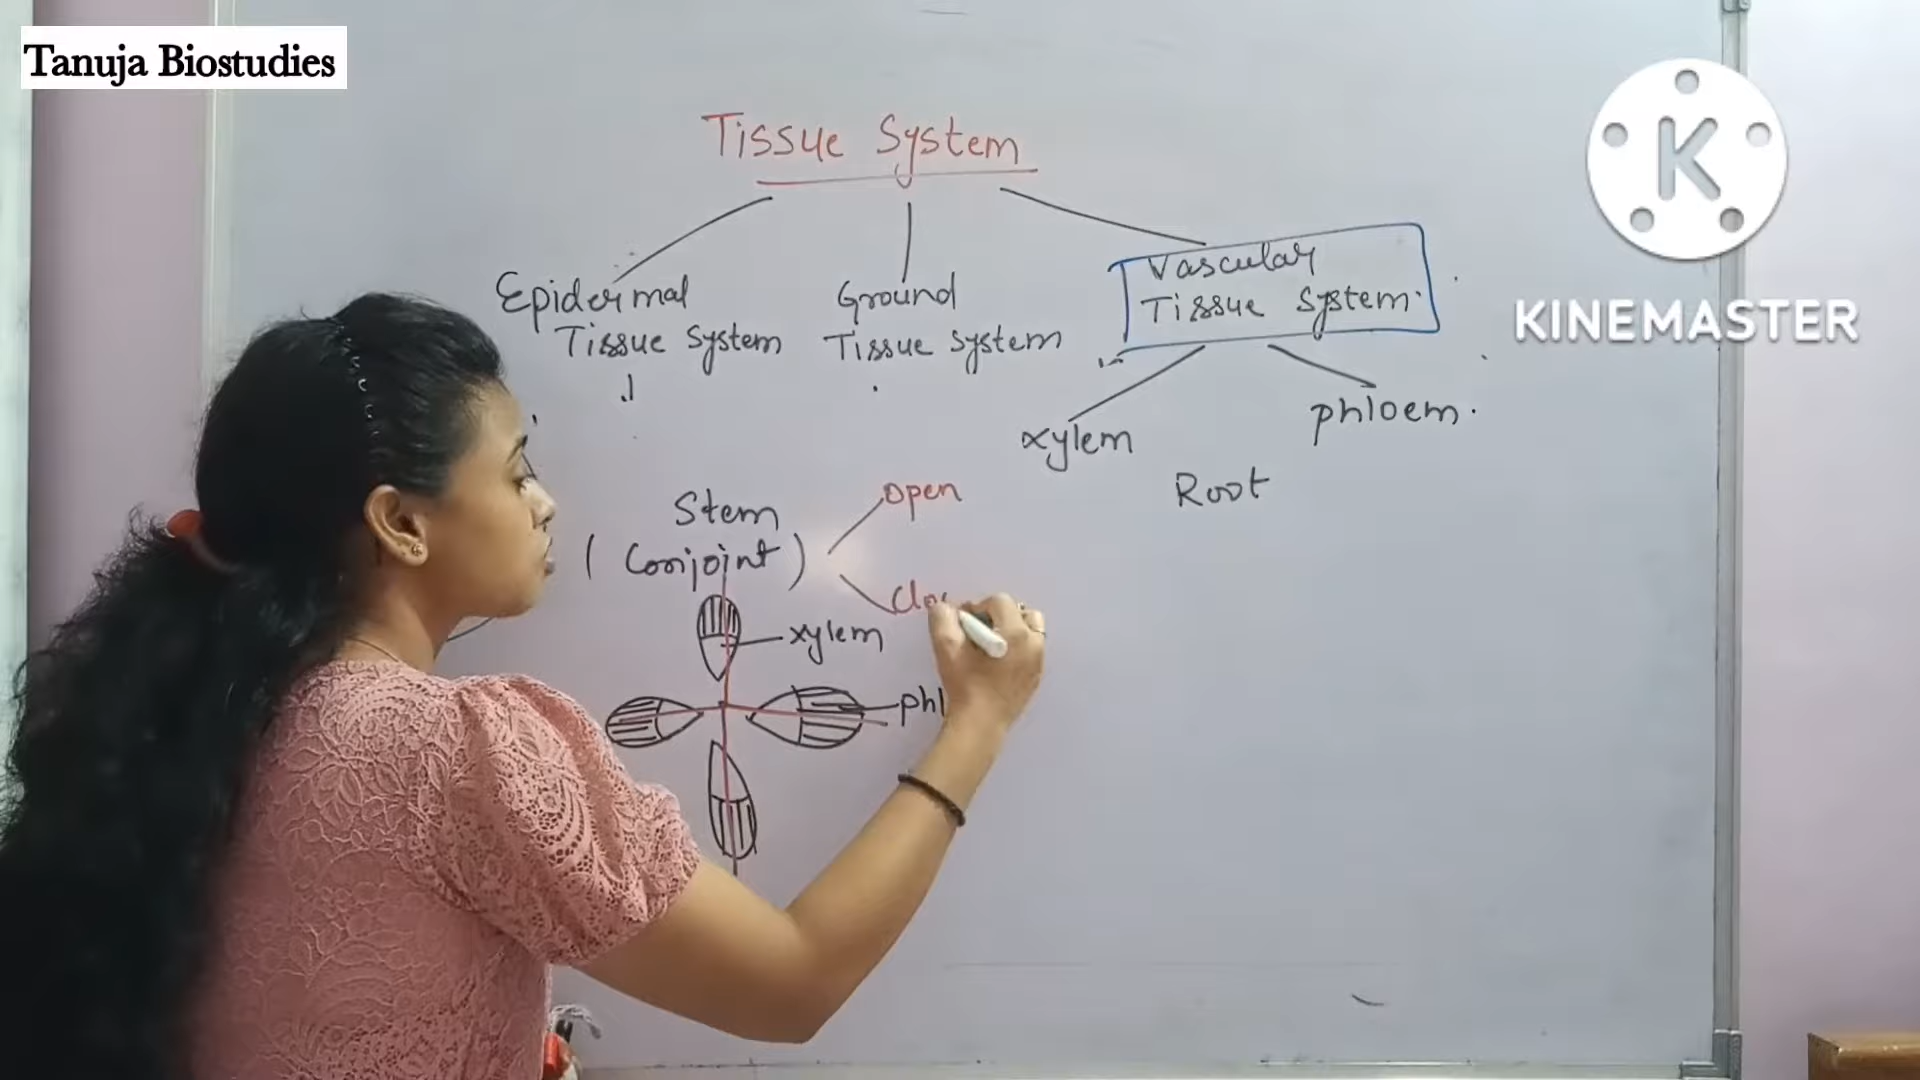 Tanuja Biostudies
Tissue System
Epidermal
Tissue System
Ground
Tissue System
Vascular
Tissue System.
xylem
phloem.
Root
Stem
(Conjoint)
open
xylem
K
KINEMASTER